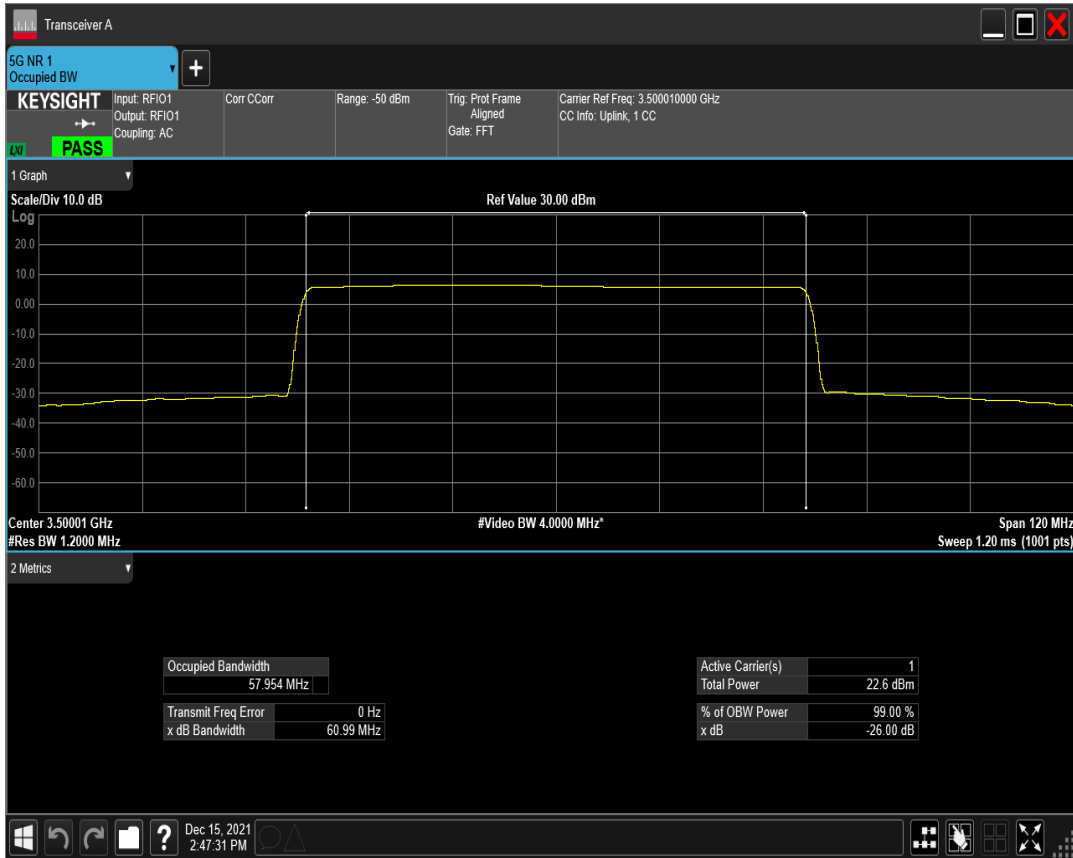 Transceiver A
5G NR 1
Occupied BW
KEYSIGHT
LXI
PASS
Input: RFIO1
Output: RFIO1
Coupling: AC
Corr CCorr
Range: -50 dBm
Trig: Prot Frame
Aligned
Gate: FFT
Carrier Ref Freq: 3.500010000 GHz
CC Info: Uplink, 1 CC
1 Graph
Scale/Div 10.0 dB
Ref Value 30.00 dBm
Log
20.0
10.0
0.00
-10.0
-20.0
-30.0
-40.0
-50.0
-60.0
Center 3.50001 GHz
#Video BW 4.0000 MHz*
Span 120 MHz
#Res BW 1.2000 MHz
Sweep 1.20 ms (1001 pts)
2 Metrics
Occupied Bandwidth
57.954 MHz
Transmit Freq Error 0 Hz
x dB Bandwidth 60.99 MHz
Active Carrier(s) 1
Total Power 22.6 dBm
% of OBW Power 99.00 %
x dB -26.00 dB
?
Dec 15, 2021
2:47:31 PM